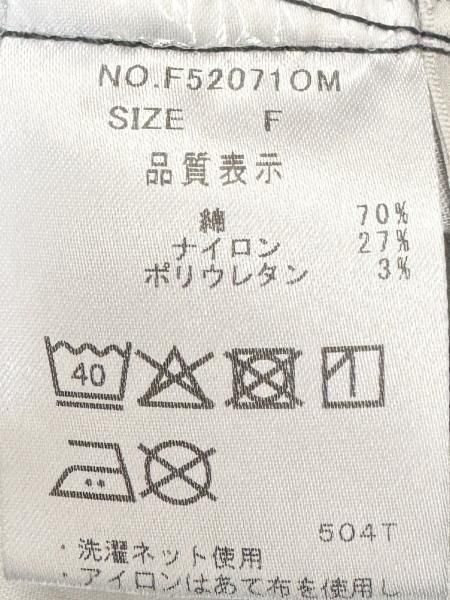 NO.F52071OM
SIZE F
品質表示
綿 70%
ナイロン 27%
ポリウレタン 3%
40
504T
・洗濯ネット使用
・アイロンはあて布を使用し